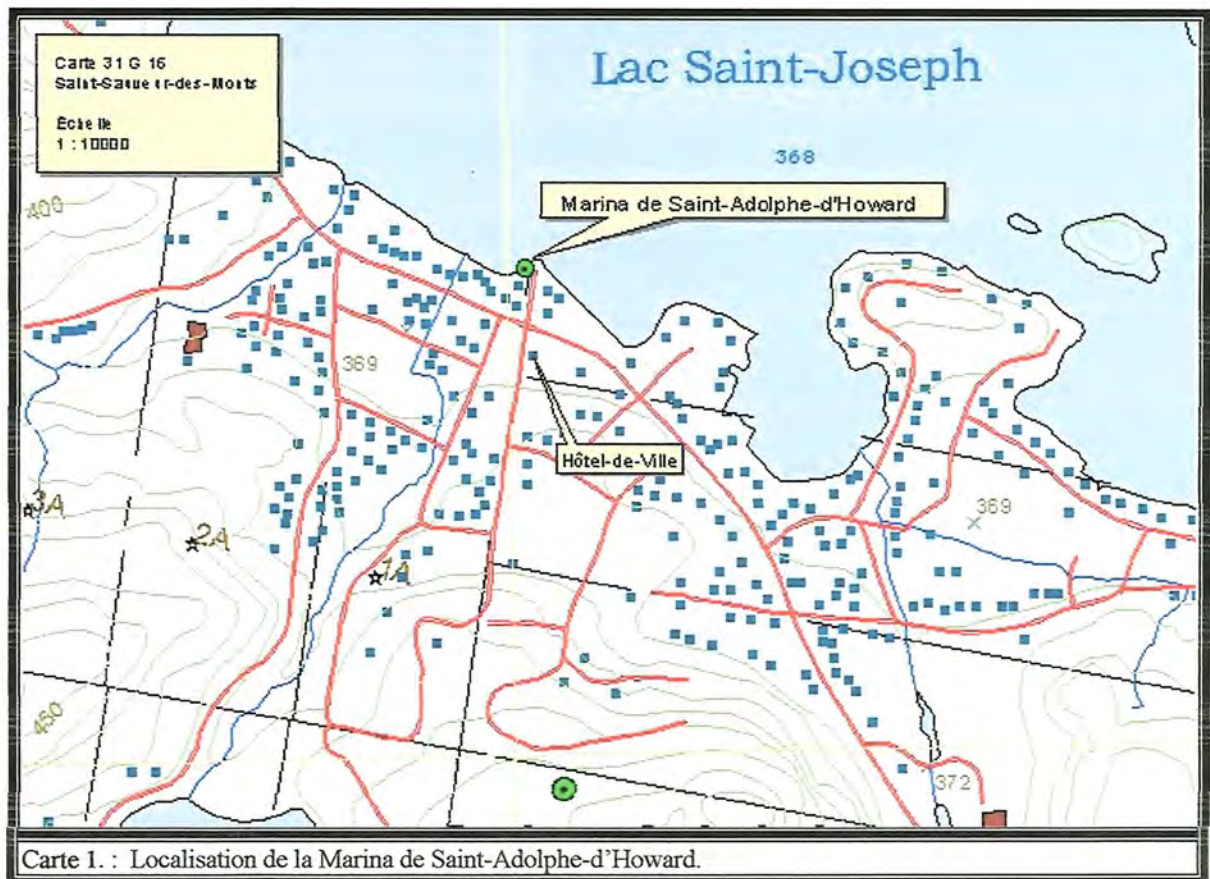 Carte 31 G 16
Saint-Sauveur-des-Monts
Échelle
1 : 10000
Lac Saint-Joseph
368
Marina de Saint-Adolphe-d'Howard
400
369
Hôtel-de-Ville
3A
2A
1A
369
450
372
Carte 1. : Localisation de la Marina de Saint-Adolphe-d'Howard.